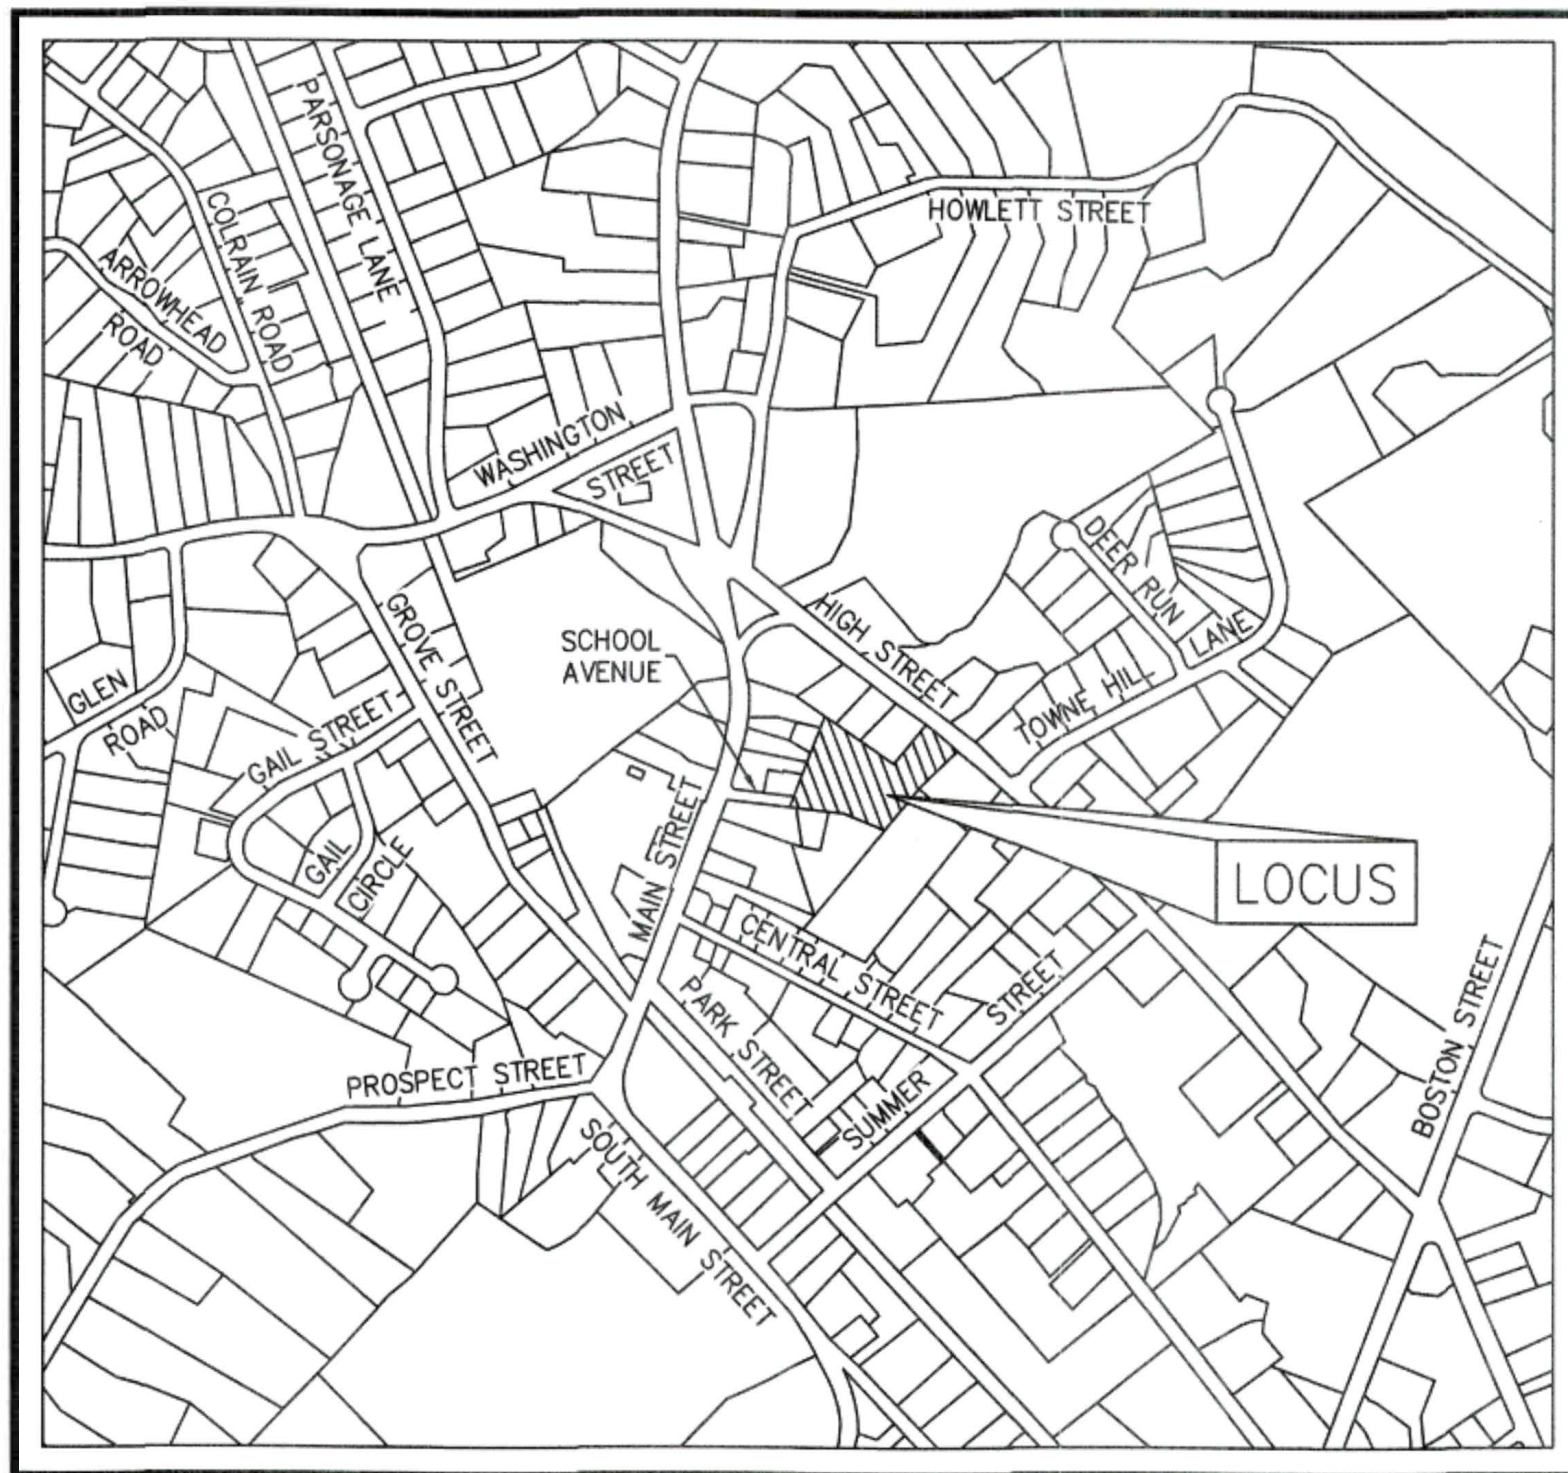 PARSONAGE LANE
COLRAIN ROAD
ARROWHEAD
ROAD
HOWLETT STREET
WASHINGTON
STREET
DEER RUN
LANE
TOWNE HILL
HIGH STREET
SCHOOL
AVENUE
GROVE STREET
GLEN
ROAD
GAIL STREET
GAIL
CIRCLE
MAIN STREET
LOCUS
CENTRAL STREET
STREET
SUMMER
PARK STREET
PROSPECT STREET
SOUTH MAIN STREET
BOSTON STREET